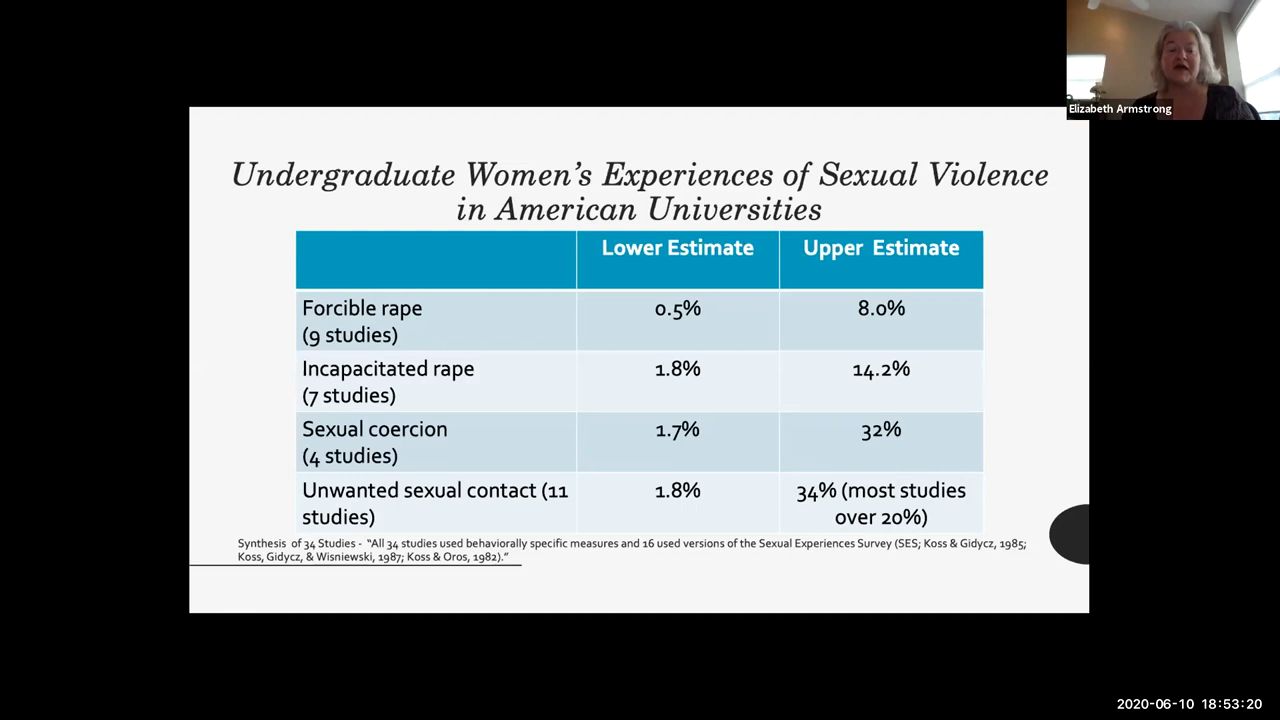 Elizabeth Armstrong
Undergraduate Women’s Experiences of Sexual Violence
in American Universities
Lower Estimate
Upper Estimate
Forcible rape
(9 studies)
0.5%
8.0%
Incapacitated rape
(7 studies)
1.8%
14.2%
Sexual coercion
(4 studies)
1.7%
32%
Unwanted sexual contact (11
studies)
1.8%
34% (most studies
over 20%)
Synthesis of 34 Studies - “All 34 studies used behaviorally specific measures and 16 used versions of the Sexual Experiences Survey (SES; Koss & Gidycz, 1985;
Koss, Gidycz, & Wisniewski, 1987; Koss & Oros, 1982).”
2020-06-10 18:53:20